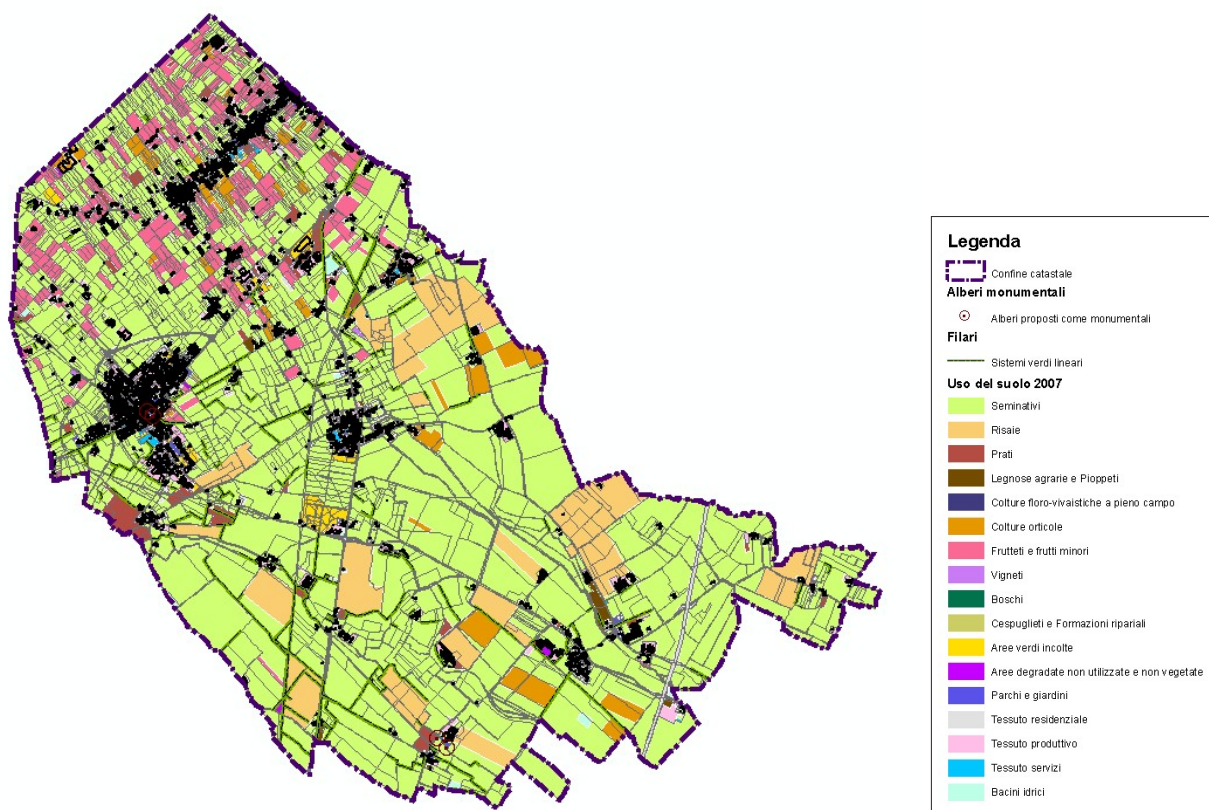 Legenda
Confine catastale
Alberi monumentali
Alberi proposti come monumentali
Filari
Sistemi verdi lineari
Uso del suolo 2007
Seminativi
Risaie
Prati
Legnose agrarie e Pioppeti
Colture floro-vivaistiche a pieno campo
Colture orticole
Frutteti e frutti minori
Vigneti
Boschi
Cespuglieti e Formazioni ripariali
Aree verdi incolte
Aree degradate non utilizzate e non vegetate
Parchi e giardini
Tessuto residenziale
Tessuto produttivo
Tessuto servizi
Bacini idrici